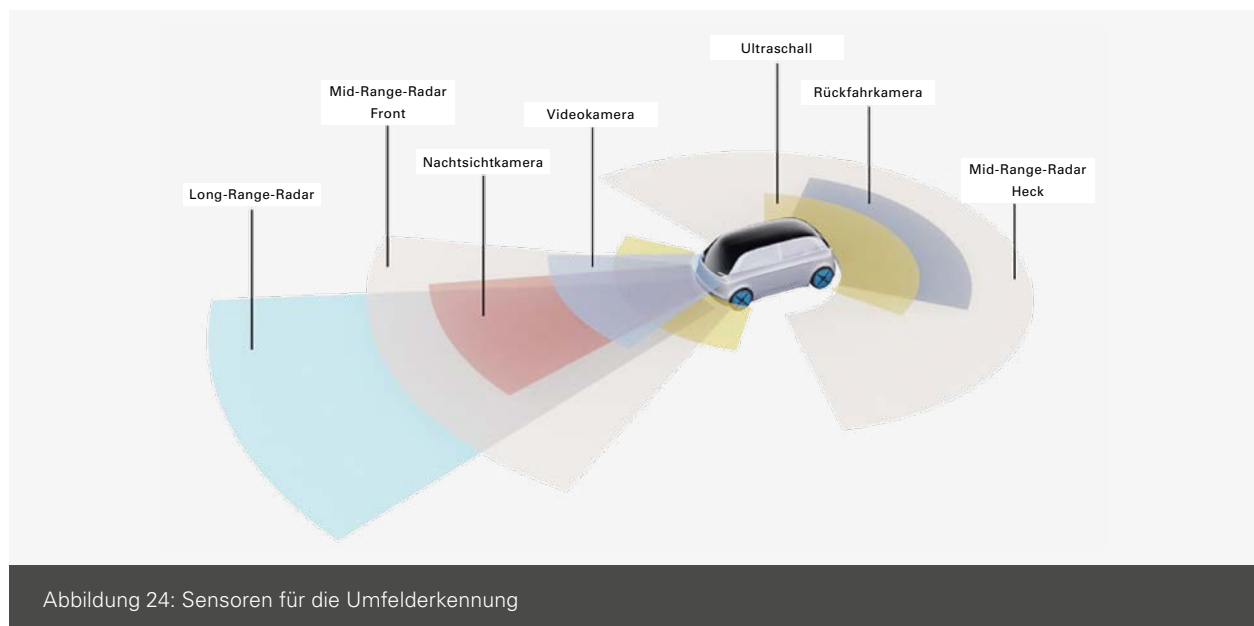 Ultraschall
Mid-Range-Radar
Front
Rückfahrkamera
Videokamera
Nachtsichtkamera
Mid-Range-Radar
Heck
Long-Range-Radar
Abbildung 24: Sensoren für die Umfelderkennung